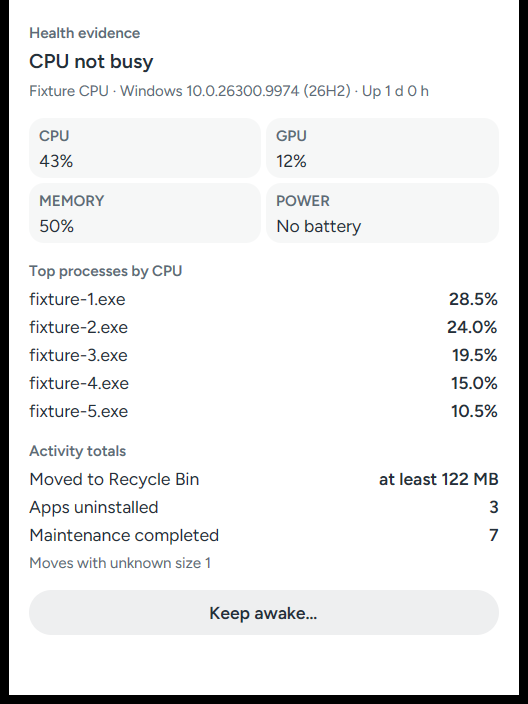 Health evidence
CPU not busy
Fixture CPU · Windows 10.0.26300.9974 (26H2) · Up 1 d 0 h
CPU GPU
43% 12%
MEMORY POWER
50% No battery
Top processes by CPU
fixture-1.exe 28.5%
fixture-2.exe 24.0%
fixture-3.exe 19.5%
fixture-4.exe 15.0%
fixture-5.exe 10.5%
Activity totals
Moved to Recycle Bin at least 122 MB
Apps uninstalled 3
Maintenance completed 7
Moves with unknown size 1
Keep awake...